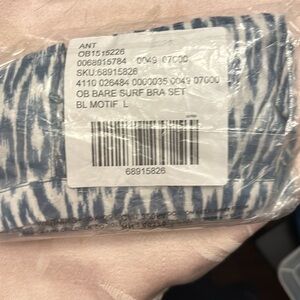 ANT
OB1515226
0068915784 0049 07000
SKU:68915826
4110 026484 0000035 0049 07000
OB BARE SURF BRA SET
BL MOTIF L
68915826